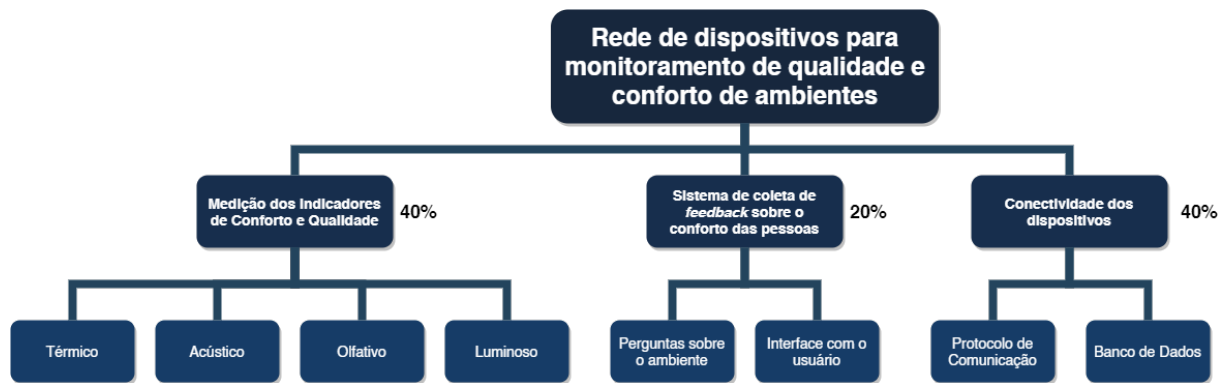 Rede de dispositivos para
monitoramento de qualidade e
conforto de ambientes
Medição dos Indicadores
de Conforto e Qualidade
40%
Sistema de coleta de
feedback sobre o
conforto das pessoas
20%
Conectividade dos
dispositivos
40%
Térmico
Acústico
Olfativo
Luminoso
Perguntas sobre
o ambiente
Interface com o
usuário
Protocolo de
Comunicação
Banco de Dados